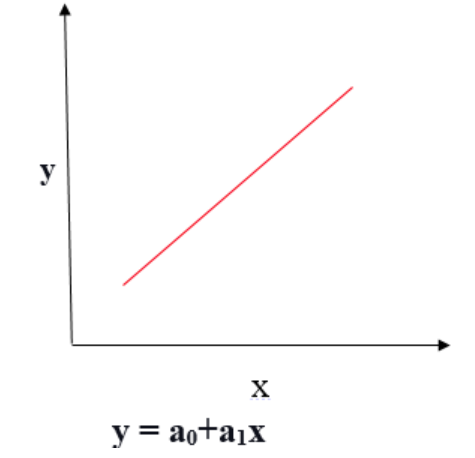 y
x
y = a₀+a₁x